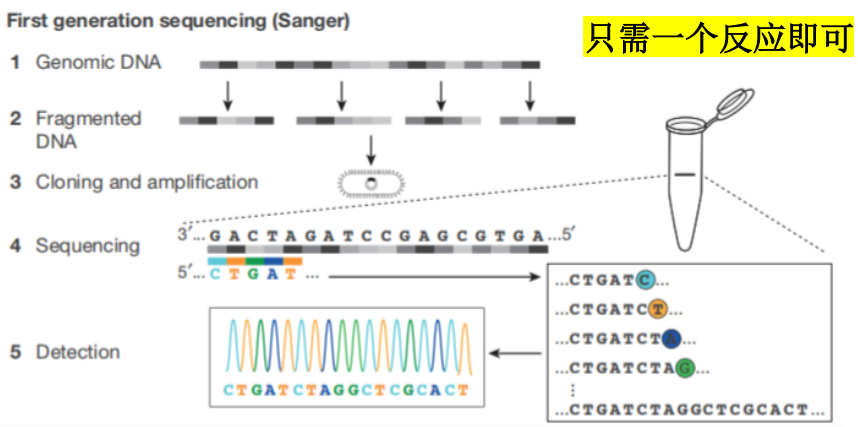 First generation sequencing (Sanger)
只需一个反应即可
1 Genomic DNA
2 Fragmented
DNA
3 Cloning and amplification
4 Sequencing
3′...G A C T A G A T C C G A G C G T G A...5′
5′...C T G A T ...
...CTGATC...
...CTGATCT...
...CTGATCTA...
...CTGATCTAG...
...CTGATCTAGGCTCGCACT...
5 Detection
CTGATCTAGGCTCGCACT